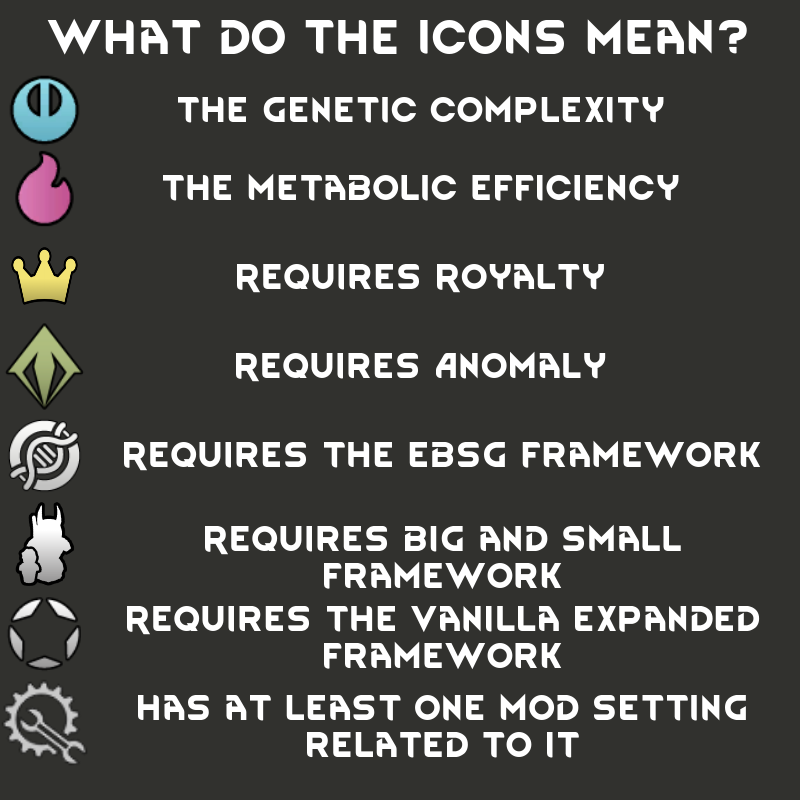 WHAT DO THE ICONS MEAN?
THE GENETIC COMPLEXITY
THE METABOLIC EFFICIENCY
REQUIRES ROYALTY
REQUIRES ANOMALY
REQUIRES THE EBSG FRAMEWORK
REQUIRES BIG AND SMALL
FRAMEWORK
REQUIRES THE VANILLA EXPANDED
FRAMEWORK
HAS AT LEAST ONE MOD SETTING
RELATED TO IT